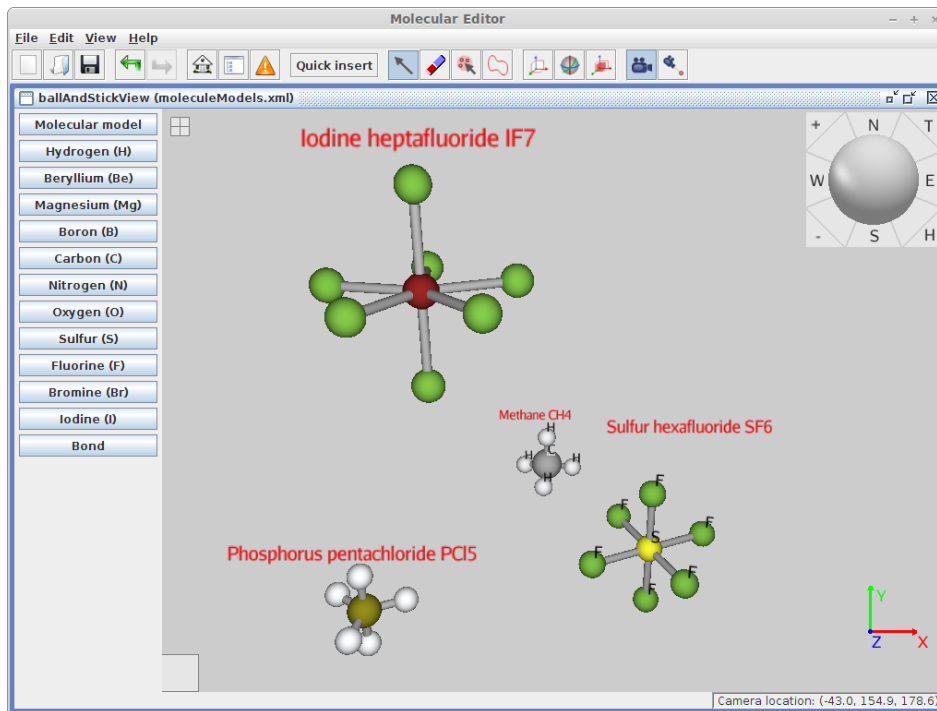 Molecular Editor
File Edit View Help
Quick insert
ballAndStickView (moleculeModels.xml)
Molecular model
Hydrogen (H)
Beryllium (Be)
Magnesium (Mg)
Boron (B)
Carbon (C)
Nitrogen (N)
Oxygen (O)
Sulfur (S)
Fluorine (F)
Bromine (Br)
Iodine (I)
Bond
Iodine heptafluoride IF7
+ N T
W E
- S H
Methane CH4
H
C
H H
H
Sulfur hexafluoride SF6
F
F
F
S
F
F
F
Phosphorus pentachloride PCl5
Y
Z X
Camera location: (-43.0, 154.9, 178.6)